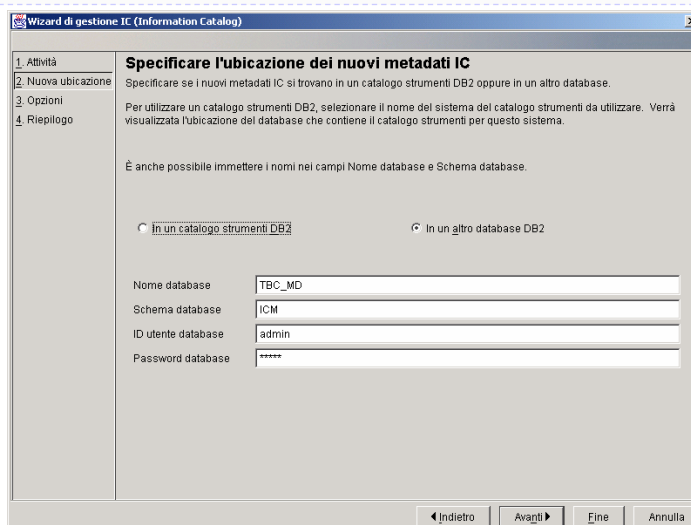 Wizard di gestione IC (Information Catalog)
1. Attività
2. Nuova ubicazione
3. Opzioni
4. Riepilogo
Specificare l'ubicazione dei nuovi metadati IC
Specificare se i nuovi metadati IC si trovano in un catalogo strumenti DB2 oppure in un altro database.
Per utilizzare un catalogo strumenti DB2, selezionare il nome del sistema del catalogo strumenti da utilizzare. Verrà
visualizzata l'ubicazione del database che contiene il catalogo strumenti per questo sistema.
È anche possibile immettere i nomi nei campi Nome database e Schema database.
In un catalogo strumenti DB2
In un altro database DB2
Nome database TBC_MD
Schema database ICM
ID utente database admin
Password database *****
Indietro Avanti Fine Annulla